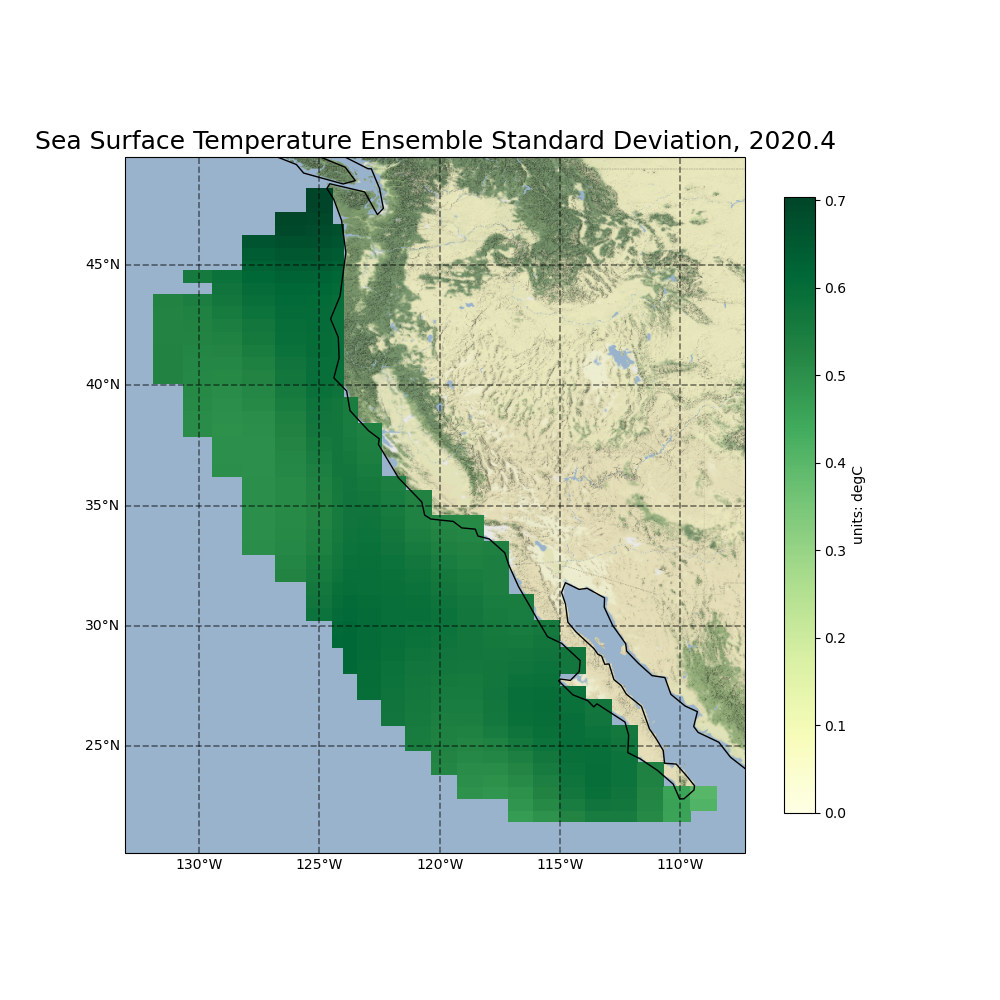 Sea Surface Temperature Ensemble Standard Deviation, 2020.4
45°N
40°N
35°N
30°N
25°N
130°W
125°W
120°W
115°W
110°W
0.7
0.6
0.5
0.4
0.3
0.2
0.1
0.0
units: degC